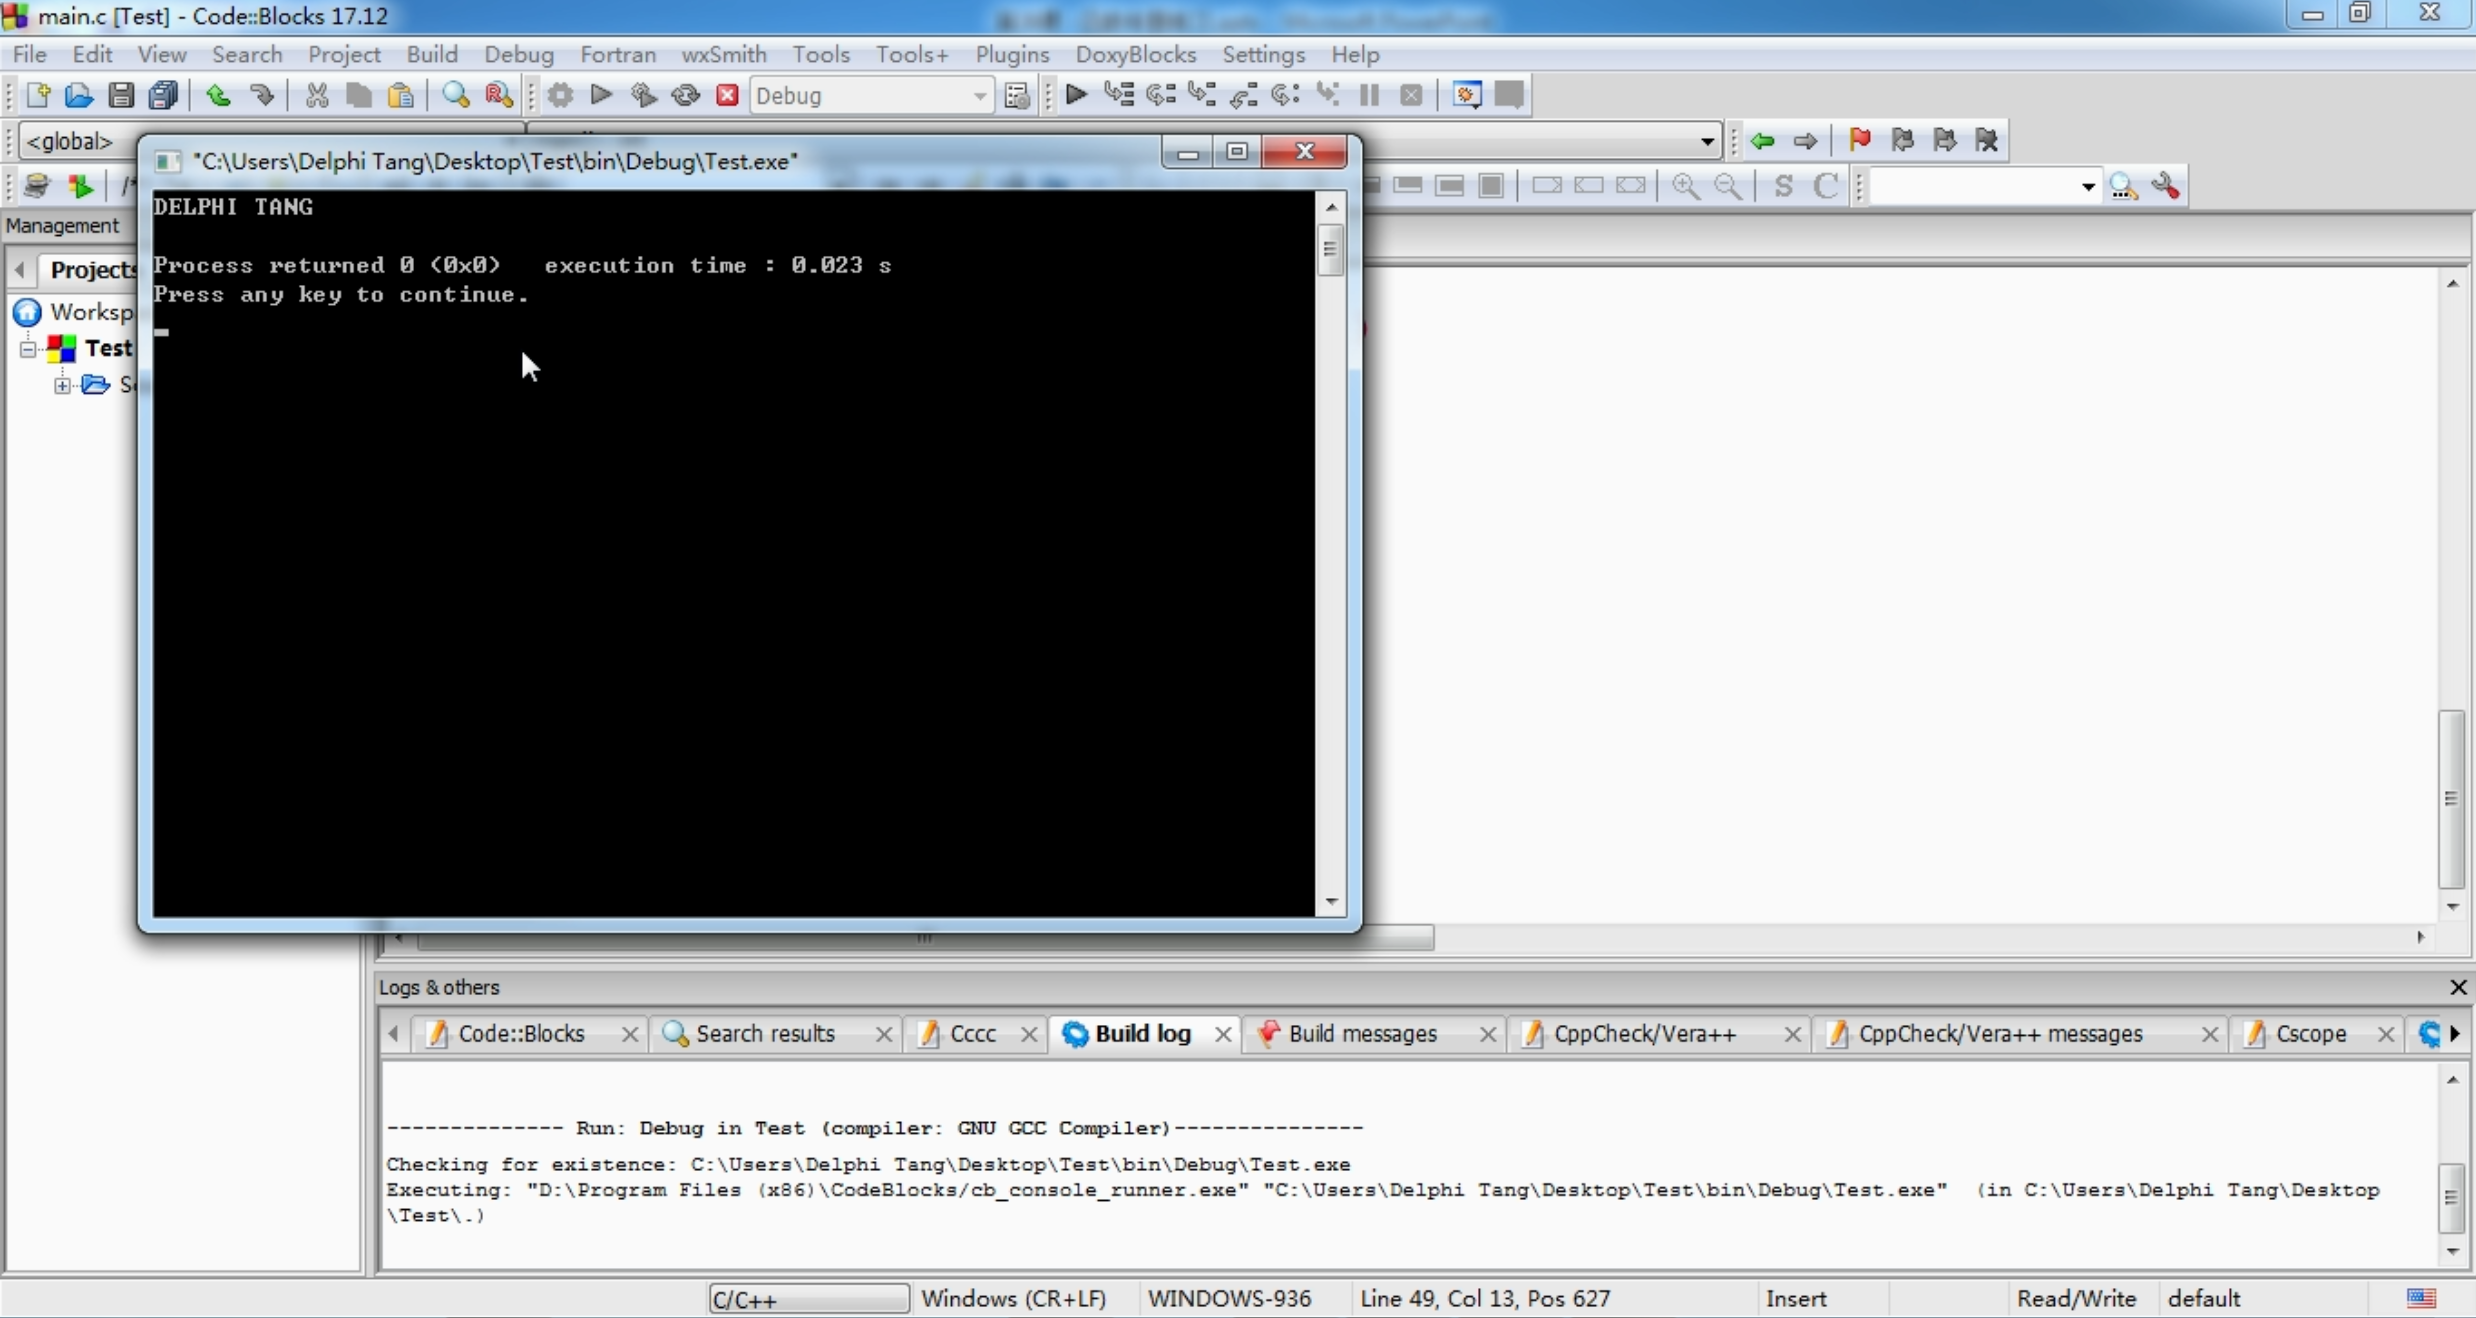 main.c [Test] - Code::Blocks 17.12
File Edit View Search Project Build Debug Fortran wxSmith Tools Tools+ Plugins DoxyBlocks Settings Help
Debug
<global>
"C:\Users\Delphi Tang\Desktop\Test\bin\Debug\Test.exe"
S C
DELPHI TANG
Management
Process returned 0 (0x0)   execution time : 0.023 s
Projects
Press any key to continue.
Test
Logs & others
Code::Blocks Search results Cccc Build log Build messages CppCheck/Vera++ CppCheck/Vera++ messages Cscope
-------------- Run: Debug in Test (compiler: GNU GCC Compiler)---------------
Checking for existence: C:\Users\Delphi Tang\Desktop\Test\bin\Debug\Test.exe
Executing: "D:\Program Files (x86)\CodeBlocks/cb_console_runner.exe" "C:\Users\Delphi Tang\Desktop\Test\bin\Debug\Test.exe"  (in C:\Users\Delphi Tang\Desktop
\Test\.)
C/C++ Windows (CR+LF) WINDOWS-936 Line 49, Col 13, Pos 627 Insert Read/Write default